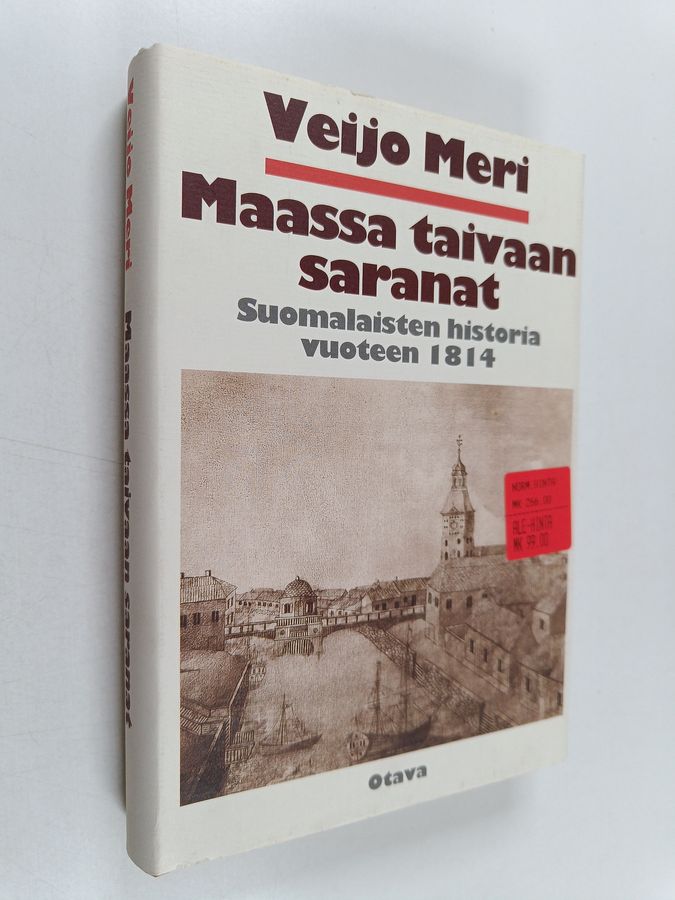 Veijo Meri
Maassa taivaan
saranat
Suomalaisten historia
vuoteen 1814
NORM.HINTA
MK 266.00
ALE-HINTA
MK 99.00
Otava
Veijo Meri Maassa taivaan saranat